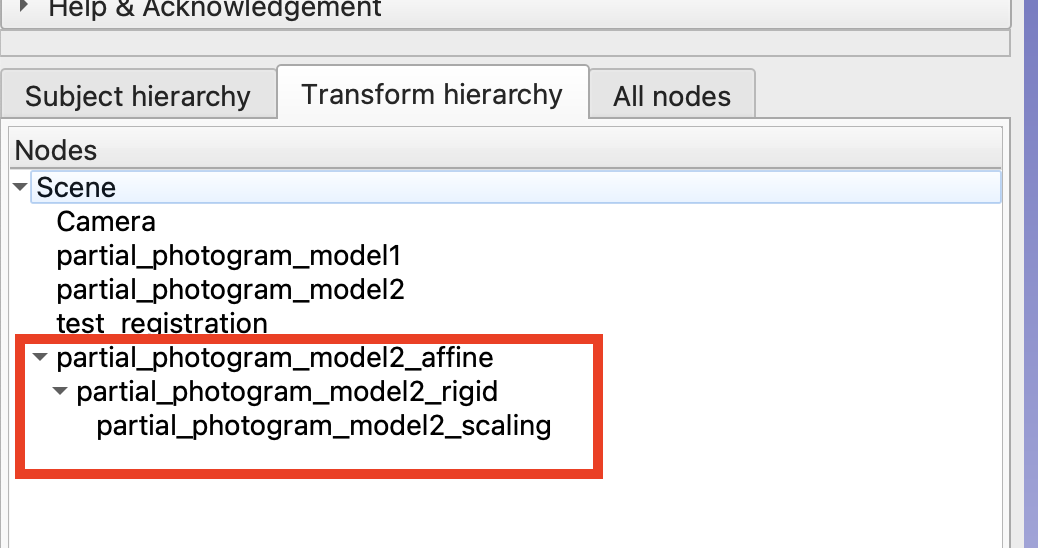 Help & Acknowledgement
Subject hierarchy
Transform hierarchy
All nodes
Nodes
Scene
Camera
partial_photogram_model1
partial_photogram_model2
test_registration
partial_photogram_model2_affine
partial_photogram_model2_rigid
partial_photogram_model2_scaling